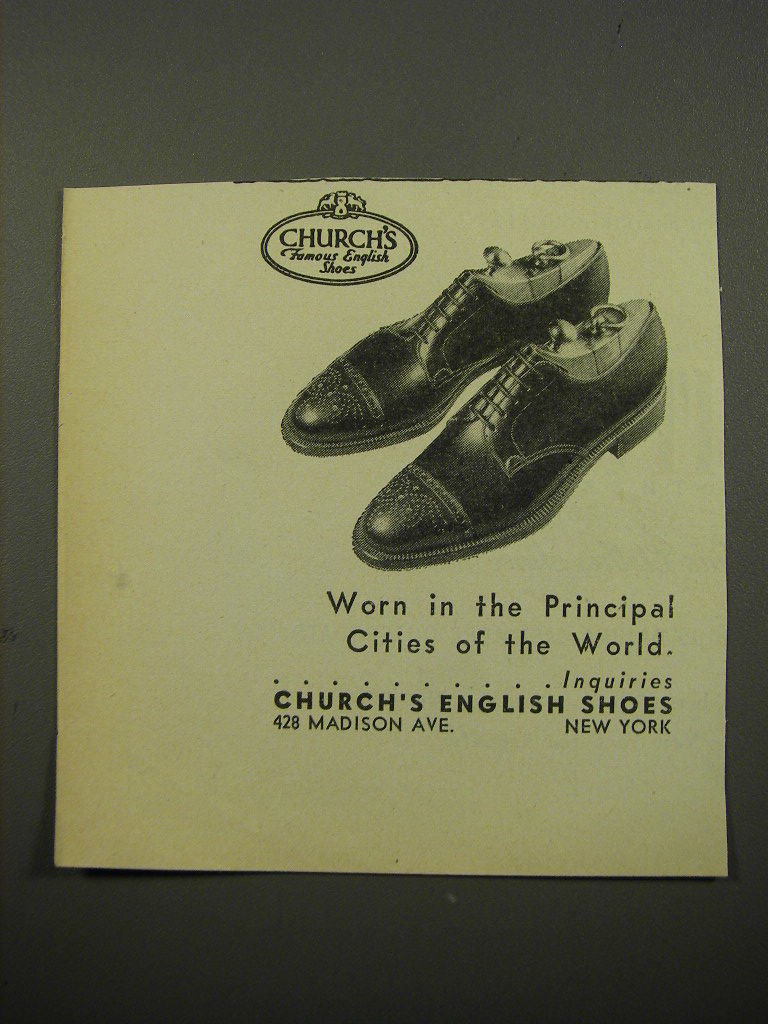 CHURCH'S
Famous English
Shoes
Worn in the Principal
Cities of the World.
. . . . . . . . . . Inquiries
CHURCH'S ENGLISH SHOES
428 MADISON AVE. NEW YORK